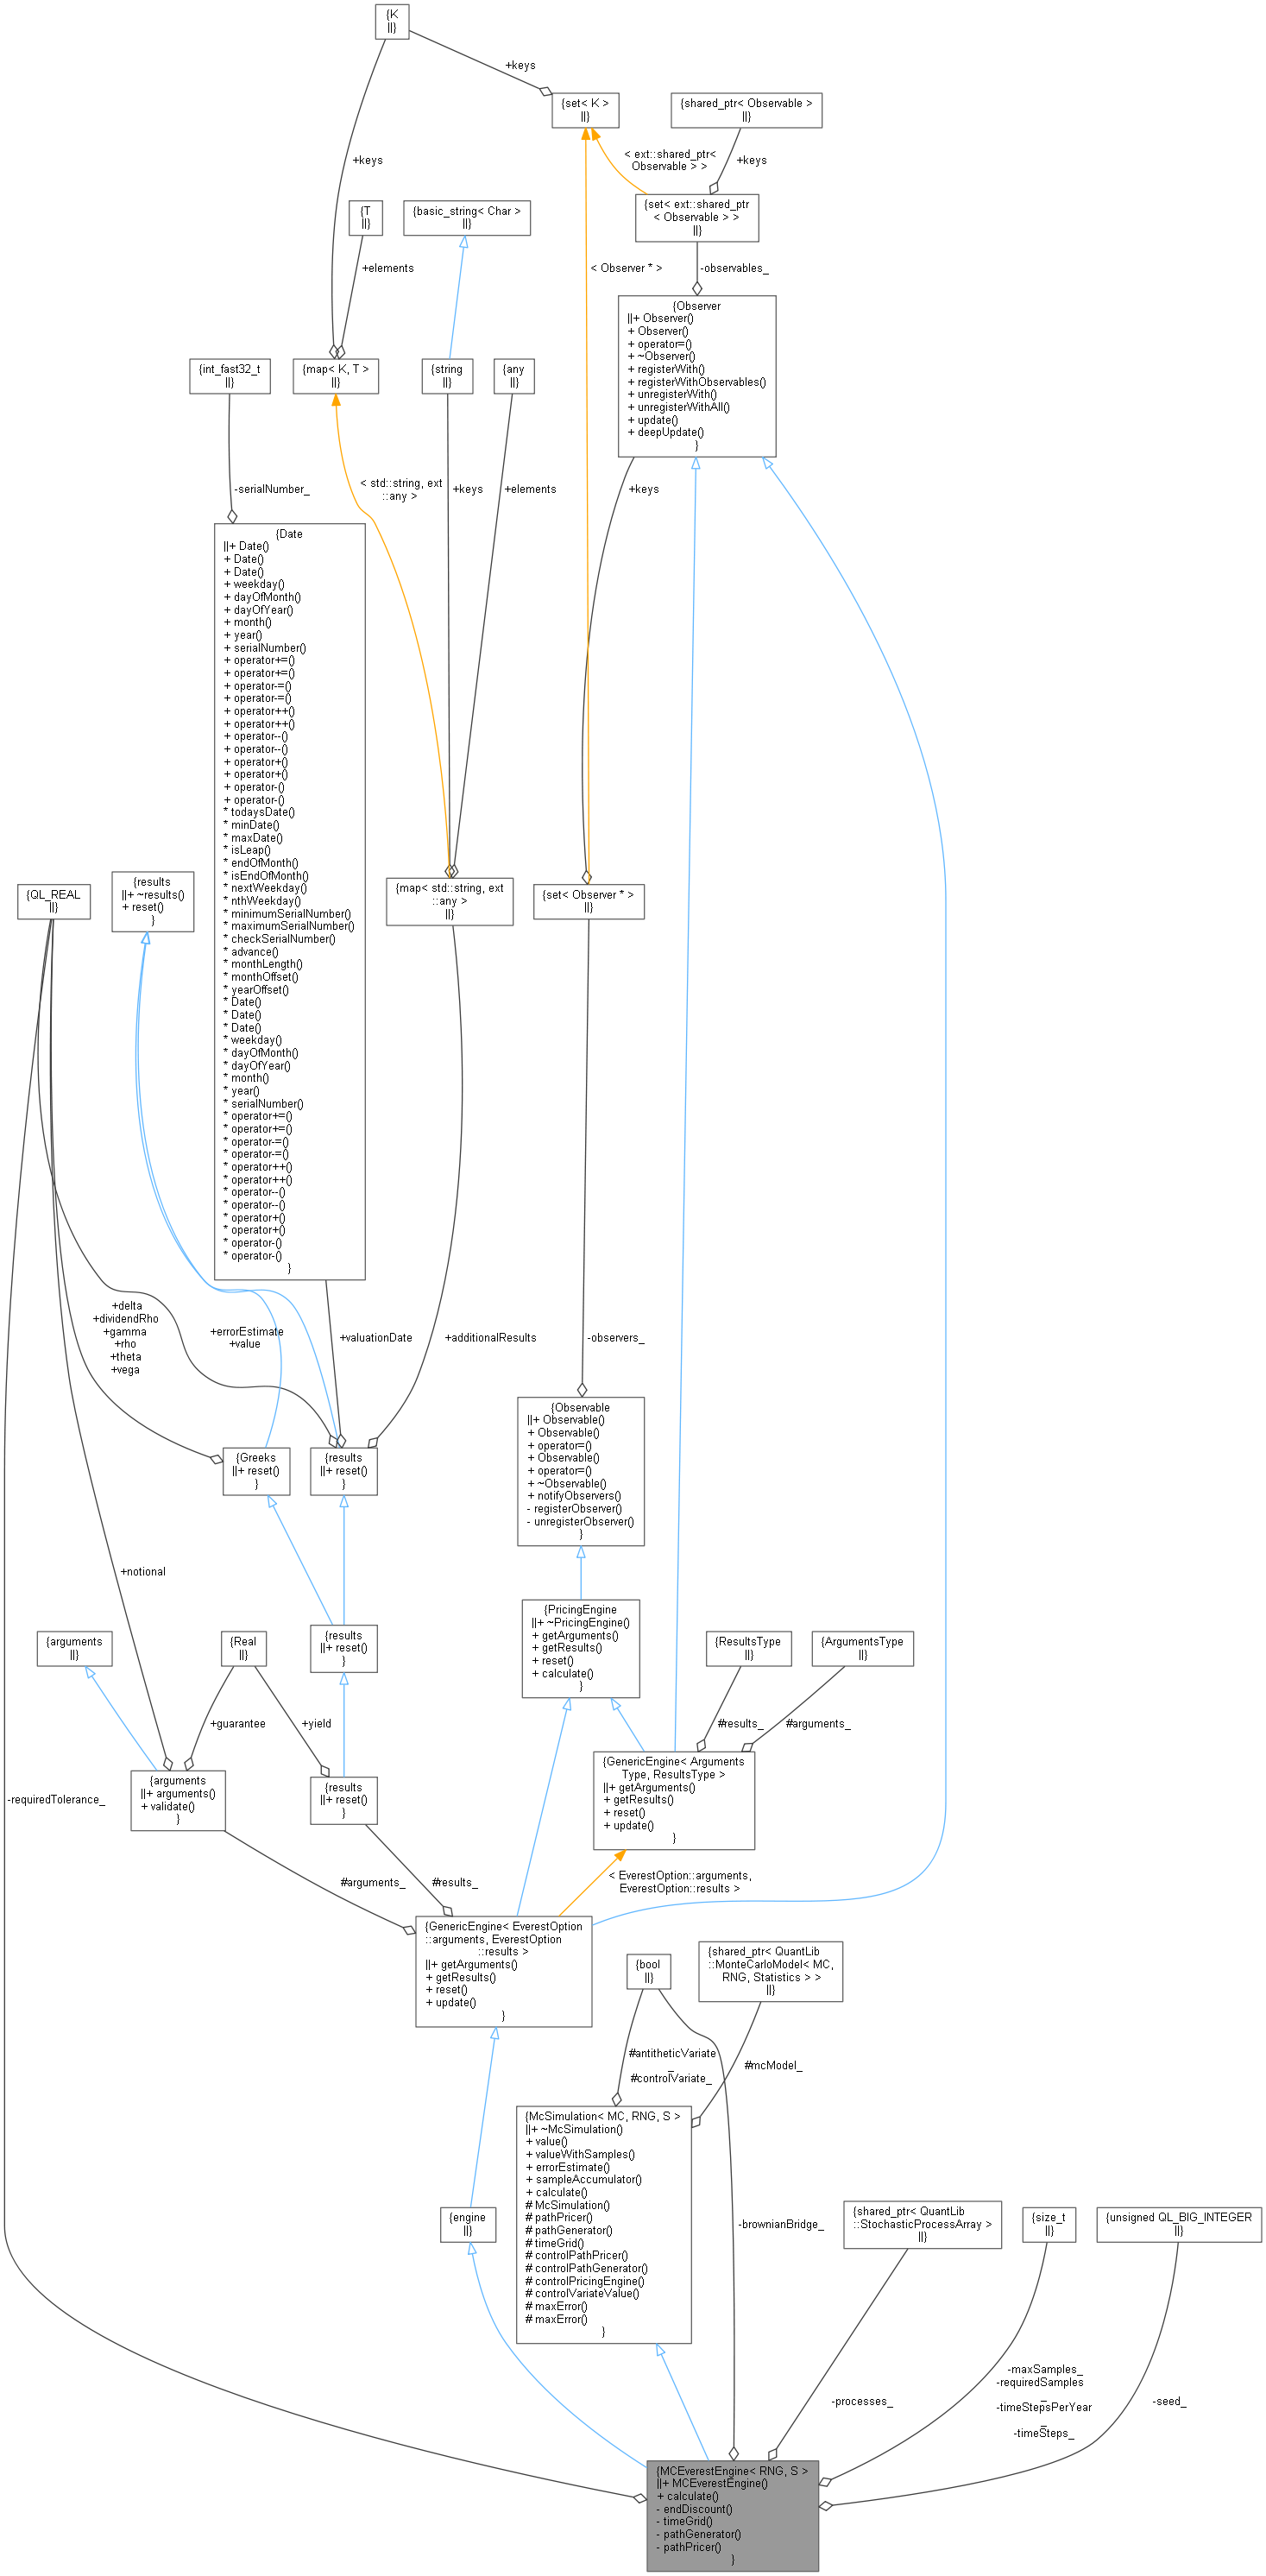 {K
||}
+keys
{set< K >
||}
{shared_ptr< Observable >
||}
< ext::shared_ptr<
Observable > >
+keys
+keys
{T
||}
{basic_string< Char >
||}
{set< ext::shared_ptr
< Observable > >
||}
+elements
< Observer * >
-observables_
{Observer
||+ Observer()
+ Observer()
+ operator=()
+ ~Observer()
+ registerWith()
+ registerWithObservables()
+ unregisterWith()
+ unregisterWithAll()
+ update()
+ deepUpdate()
}
{int_fast32_t
||}
{map< K, T >
||}
{string
||}
{any
||}
-serialNumber_
< std::string, ext
::any >
+keys
+elements
+keys
{Date
||+ Date()
+ Date()
+ Date()
+ weekday()
+ dayOfMonth()
+ dayOfYear()
+ month()
+ year()
+ serialNumber()
+ operator+=()
+ operator+=()
+ operator-=()
+ operator-=()
+ operator++()
+ operator++()
+ operator--()
+ operator--()
+ operator+()
+ operator+()
+ operator-()
+ operator-()
* todaysDate()
* minDate()
* maxDate()
* isLeap()
* endOfMonth()
* isEndOfMonth()
* nextWeekday()
* nthWeekday()
* minimumSerialNumber()
* maximumSerialNumber()
* checkSerialNumber()
* advance()
* monthLength()
* monthOffset()
* yearOffset()
* Date()
* Date()
* Date()
* weekday()
* dayOfMonth()
* dayOfYear()
* month()
* year()
* serialNumber()
* operator+=()
* operator+=()
* operator-=()
* operator-=()
* operator++()
* operator++()
* operator--()
* operator--()
* operator+()
* operator+()
* operator-()
* operator-()
}
{QL_REAL
||}
{results
||+ ~results()
+ reset()
}
{map< std::string, ext
::any >
||}
{set< Observer * >
||}
+delta
+dividendRho
+gamma
+rho
+theta
+vega
+errorEstimate
+value
+valuationDate
+additionalResults
-observers_
{Observable
||+ Observable()
+ Observable()
+ operator=()
+ Observable()
+ operator=()
+ ~Observable()
+ notifyObservers()
- registerObserver()
- unregisterObserver()
}
{Greeks
||+ reset()
}
{results
||+ reset()
}
+notional
{PricingEngine
||+ ~PricingEngine()
+ getArguments()
+ getResults()
+ reset()
+ calculate()
}
{arguments
||}
{Real
||}
{results
||+ reset()
}
{ResultsType
||}
{ArgumentsType
||}
+guarantee
+yield
#results_
#arguments_
-requiredTolerance_
{arguments
||+ arguments()
+ validate()
}
{results
||+ reset()
}
{GenericEngine< Arguments
Type, ResultsType >
||+ getArguments()
+ getResults()
+ reset()
+ update()
}
#arguments_
#results_
< EverestOption::arguments,
EverestOption::results >
{GenericEngine< EverestOption
::arguments, EverestOption
::results >
||+ getArguments()
+ getResults()
+ reset()
+ update()
}
{bool
||}
{shared_ptr< QuantLib
::MonteCarloModel< MC,
RNG, Statistics > >
||}
#antitheticVariate
_
#controlVariate_
#mcModel_
{McSimulation< MC, RNG, S >
||+ ~McSimulation()
+ value()
+ valueWithSamples()
+ errorEstimate()
+ sampleAccumulator()
+ calculate()
# McSimulation()
# pathPricer()
# pathGenerator()
# timeGrid()
# controlPathPricer()
# controlPathGenerator()
# controlPricingEngine()
# controlVariateValue()
# maxError()
# maxError()
}
{engine
||}
-brownianBridge_
{shared_ptr< QuantLib
::StochasticProcessArray >
||}
{size_t
||}
{unsigned QL_BIG_INTEGER
||}
-processes_
-maxSamples_
-requiredSamples
_
-timeStepsPerYear
_
-timeSteps_
-seed_
{MCEverestEngine< RNG, S >
||+ MCEverestEngine()
+ calculate()
- endDiscount()
- timeGrid()
- pathGenerator()
- pathPricer()
}